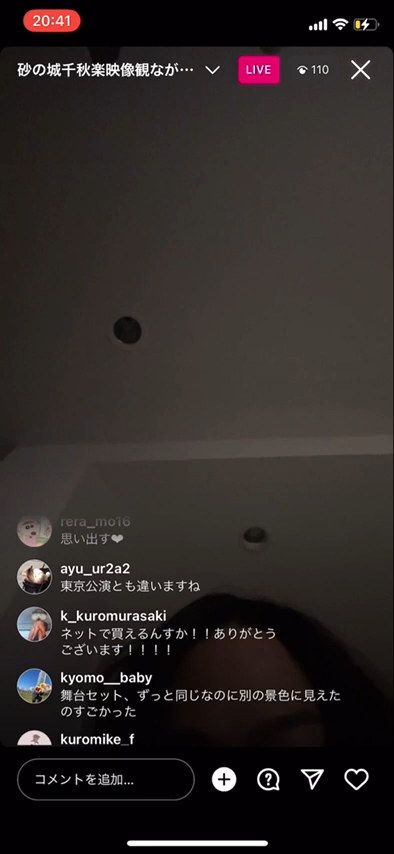 20:41
砂の城千秋楽映像観なが…
LIVE
110
rera_mo16
思い出す❤
ayu_ur2a2
東京公演とも違いますね
k_kuromurasaki
ネットで買えるんすか！！ありがとう
ございます！！！！
kyomo__baby
舞台セット、ずっと同じなのに別の景色に見えた
のすごかった
kuromike_f
コメントを追加...